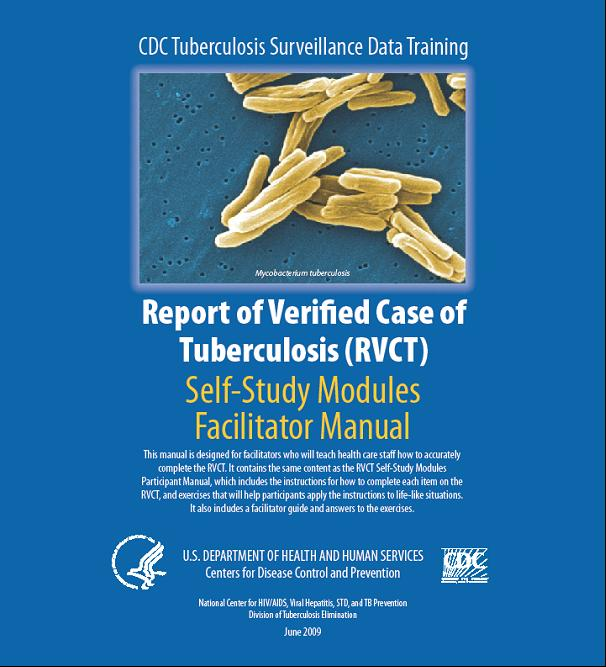 CDC Tuberculosis Surveillance Data Training
Mycobacterium tuberculosis
Report of Verified Case of
Tuberculosis (RVCT)
Self-Study Modules
Facilitator Manual
This manual is designed for facilitators who will teach health care staff how to accurately
complete the RVCT. It contains the same content as the RVCT Self-Study Modules
Participant Manual, which includes the instructions for how to complete each item on the
RVCT, and exercises that will help participants apply the instructions to life-like situations.
It also includes a facilitator guide and answers to the exercises.
U.S. DEPARTMENT OF HEALTH AND HUMAN SERVICES
Centers for Disease Control and Prevention
CDC
National Center for HIV/AIDS, Viral Hepatitis, STD, and TB Prevention
Division of Tuberculosis Elimination
June 2009